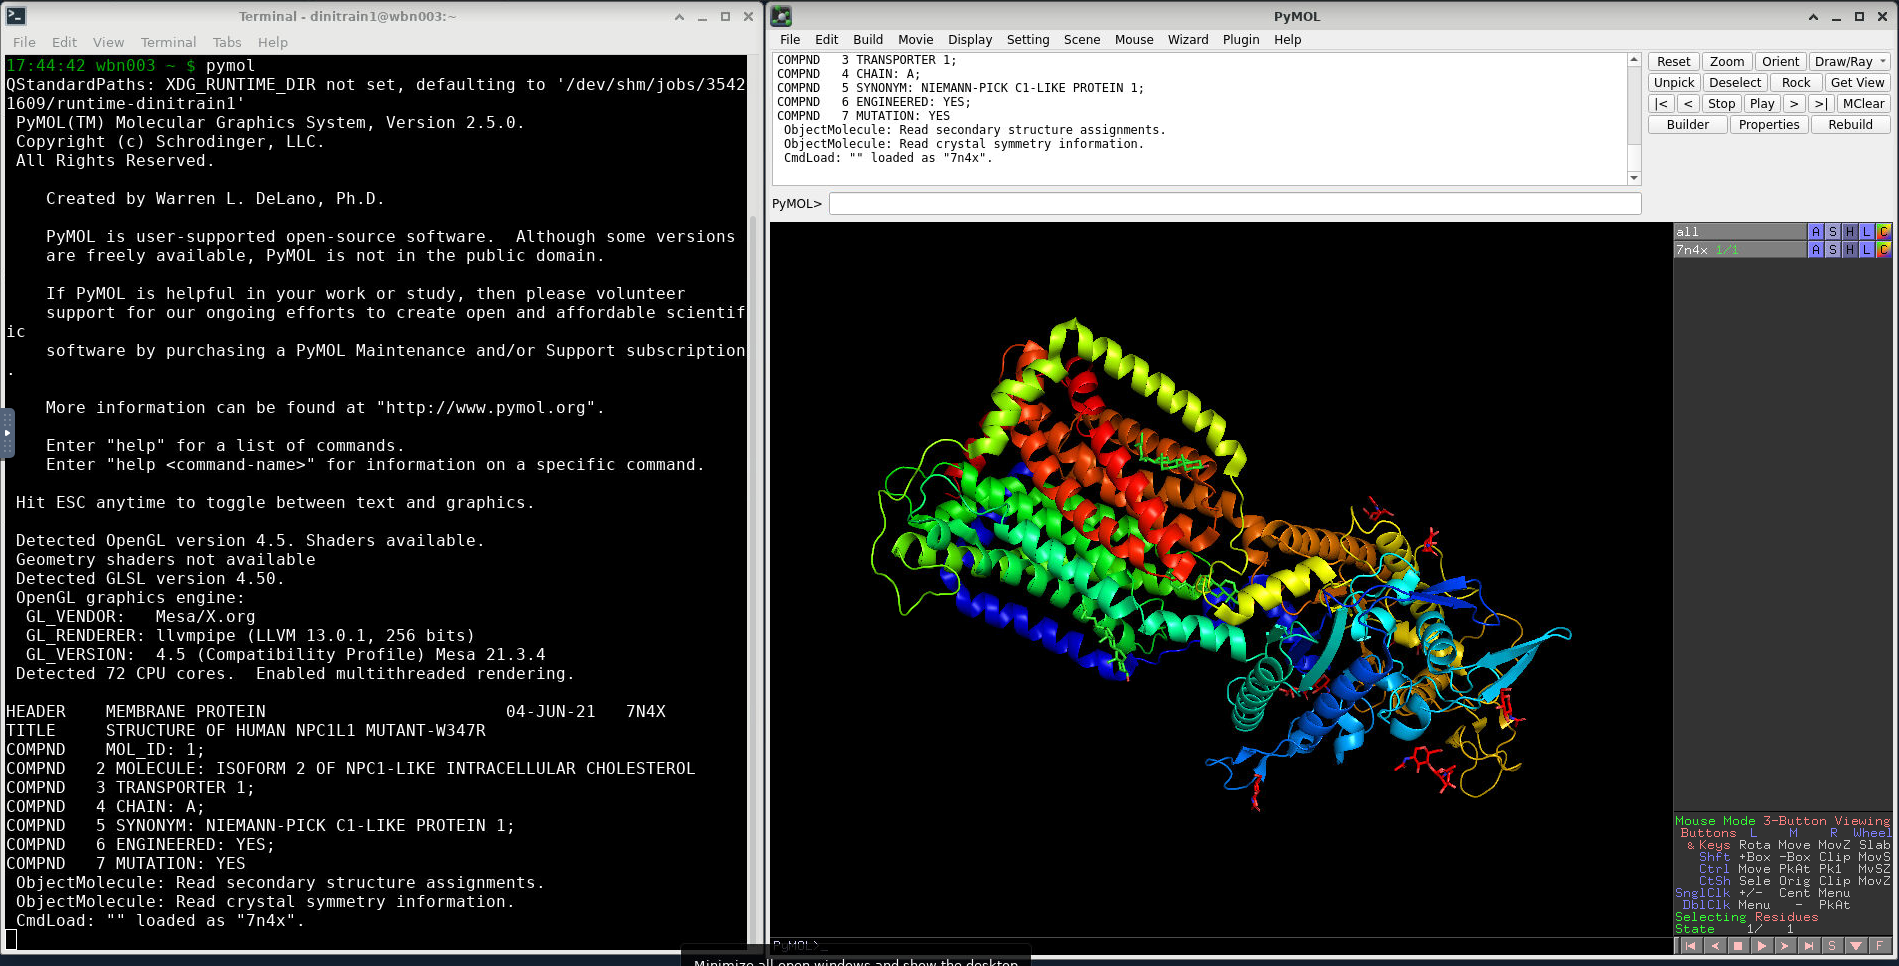 Terminal - dinitrain1@wbn003:~
File Edit View Terminal Tabs Help
17:44:42 wbn003 ~ $ pymol
QStandardPaths: XDG_RUNTIME_DIR not set, defaulting to '/dev/shm/jobs/3542
1609/runtime-dinitrain1'
PyMOL(TM) Molecular Graphics System, Version 2.5.0.
Copyright (c) Schrodinger, LLC.
All Rights Reserved.
Created by Warren L. DeLano, Ph.D.
PyMOL is user-supported open-source software.  Although some versions
are freely available, PyMOL is not in the public domain.
If PyMOL is helpful in your work or study, then please volunteer
support for our ongoing efforts to create open and affordable scientif
ic
software by purchasing a PyMOL Maintenance and/or Support subscription
.
More information can be found at "http://www.pymol.org".
Enter "help" for a list of commands.
Enter "help <command-name>" for information on a specific command.
Hit ESC anytime to toggle between text and graphics.
Detected OpenGL version 4.5. Shaders available.
Geometry shaders not available
Detected GLSL version 4.50.
OpenGL graphics engine:
GL_VENDOR:   Mesa/X.org
GL_RENDERER: llvmpipe (LLVM 13.0.1, 256 bits)
GL_VERSION:  4.5 (Compatibility Profile) Mesa 21.3.4
Detected 72 CPU cores.  Enabled multithreaded rendering.
HEADER    MEMBRANE PROTEIN                        04-JUN-21   7N4X
TITLE     STRUCTURE OF HUMAN NPC1L1 MUTANT-W347R
COMPND    MOL_ID: 1;
COMPND   2 MOLECULE: ISOFORM 2 OF NPC1-LIKE INTRACELLULAR CHOLESTEROL
COMPND   3 TRANSPORTER 1;
COMPND   4 CHAIN: A;
COMPND   5 SYNONYM: NIEMANN-PICK C1-LIKE PROTEIN 1;
COMPND   6 ENGINEERED: YES;
COMPND   7 MUTATION: YES
ObjectMolecule: Read secondary structure assignments.
ObjectMolecule: Read crystal symmetry information.
CmdLoad: "" loaded as "7n4x".
PyMOL
File Edit Build Movie Display Setting Scene Mouse Wizard Plugin Help
COMPND   3 TRANSPORTER 1;
COMPND   4 CHAIN: A;
COMPND   5 SYNONYM: NIEMANN-PICK C1-LIKE PROTEIN 1;
COMPND   6 ENGINEERED: YES;
COMPND   7 MUTATION: YES
ObjectMolecule: Read secondary structure assignments.
ObjectMolecule: Read crystal symmetry information.
CmdLoad: "" loaded as "7n4x".
PyMOL>
Reset Zoom Orient Draw/Ray
Unpick Deselect Rock Get View
|< < Stop Play > >| MClear
Builder Properties Rebuild
all A S H L C
7n4x 1/1 A S H L C
Mouse Mode 3-Button Viewing
Buttons L M R Wheel
& Keys Rota Move MovZ Slab
Shft +Box -Box Clip MovS
Ctrl Move PkAt Pk1 MvSZ
CtSh Sele Orig Clip MovZ
SnglClk +/- Cent Menu
DblClk Menu - PkAt
Selecting Residues
State 1/ 1
S F
PyMOL>_
Minimize all open windows and show the desktop